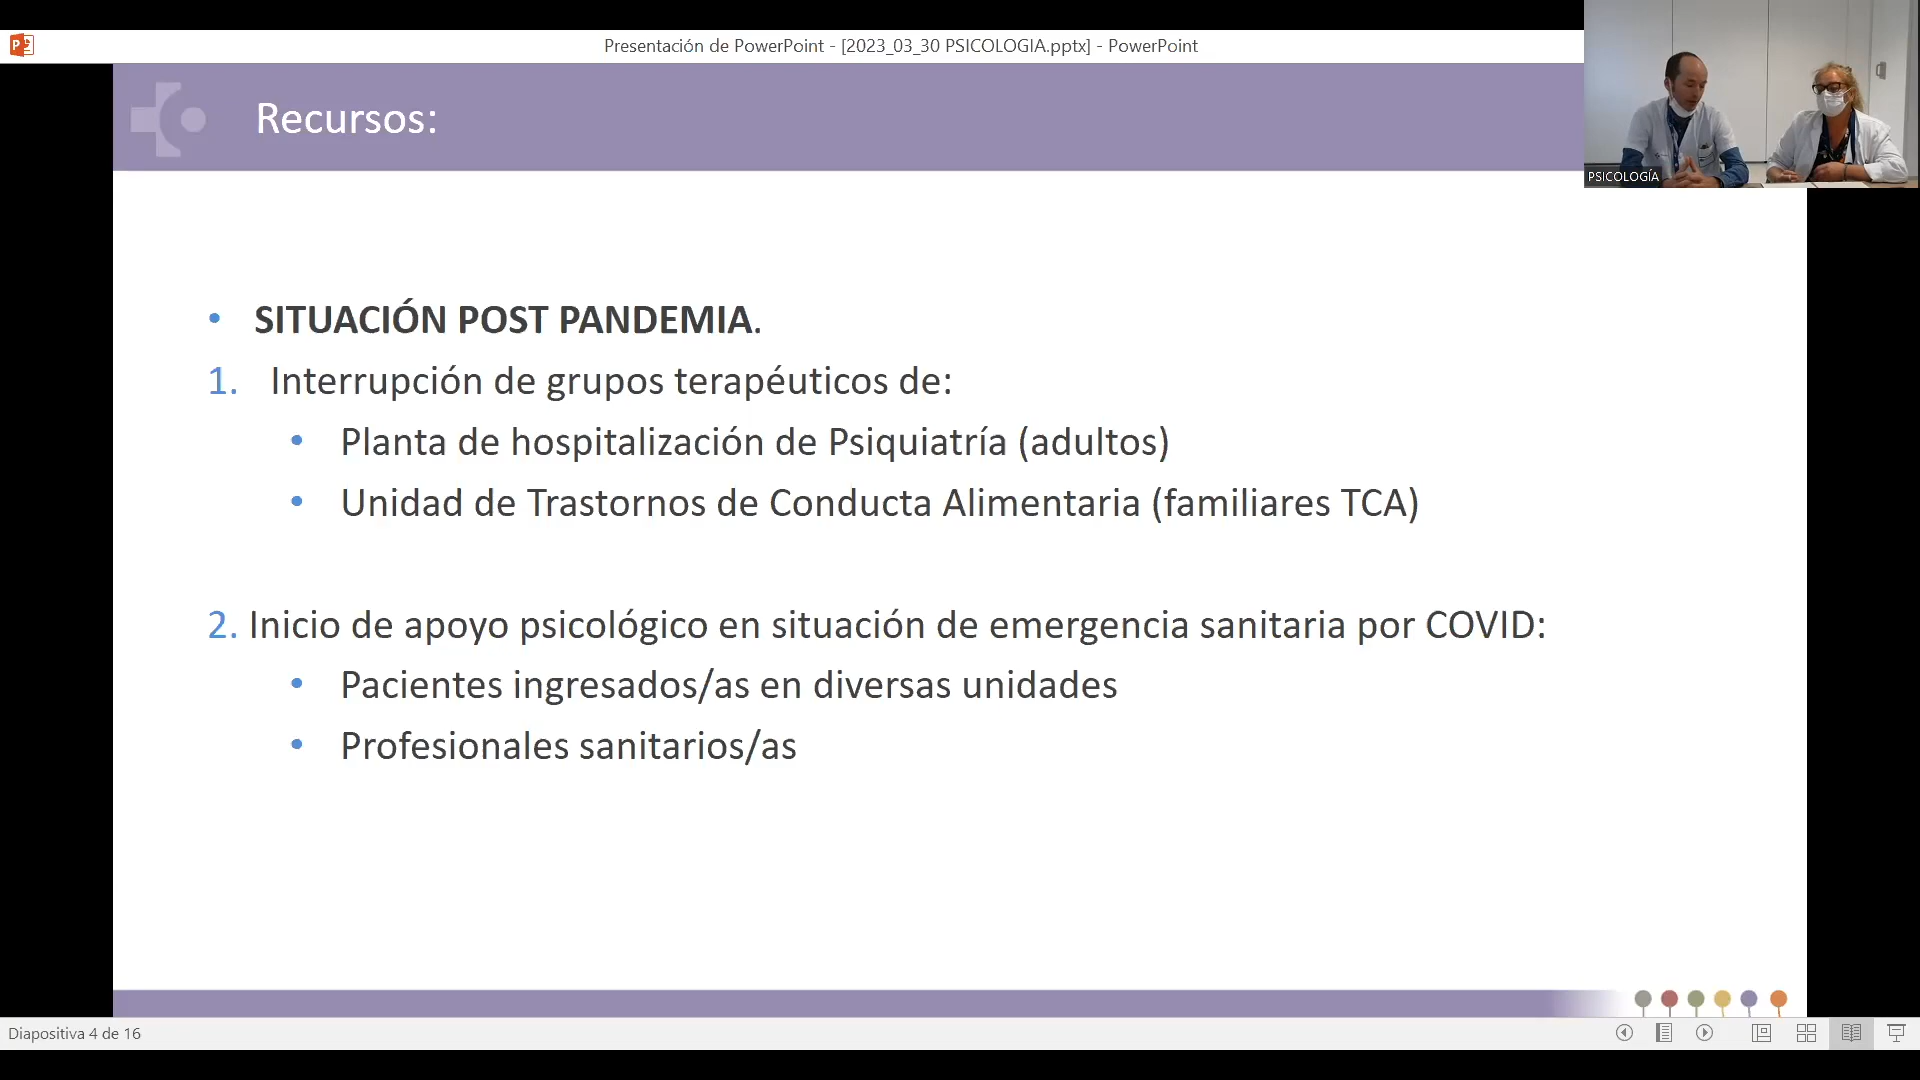 Presentación de PowerPoint - [2023_03_30 PSICOLOGIA.pptx] - PowerPoint
Recursos:
PSICOLOGÍA
• SITUACIÓN POST PANDEMIA.
1. Interrupción de grupos terapéuticos de:
• Planta de hospitalización de Psiquiatría (adultos)
• Unidad de Trastornos de Conducta Alimentaria (familiares TCA)
2. Inicio de apoyo psicológico en situación de emergencia sanitaria por COVID:
• Pacientes ingresados/as en diversas unidades
• Profesionales sanitarios/as
Diapositiva 4 de 16